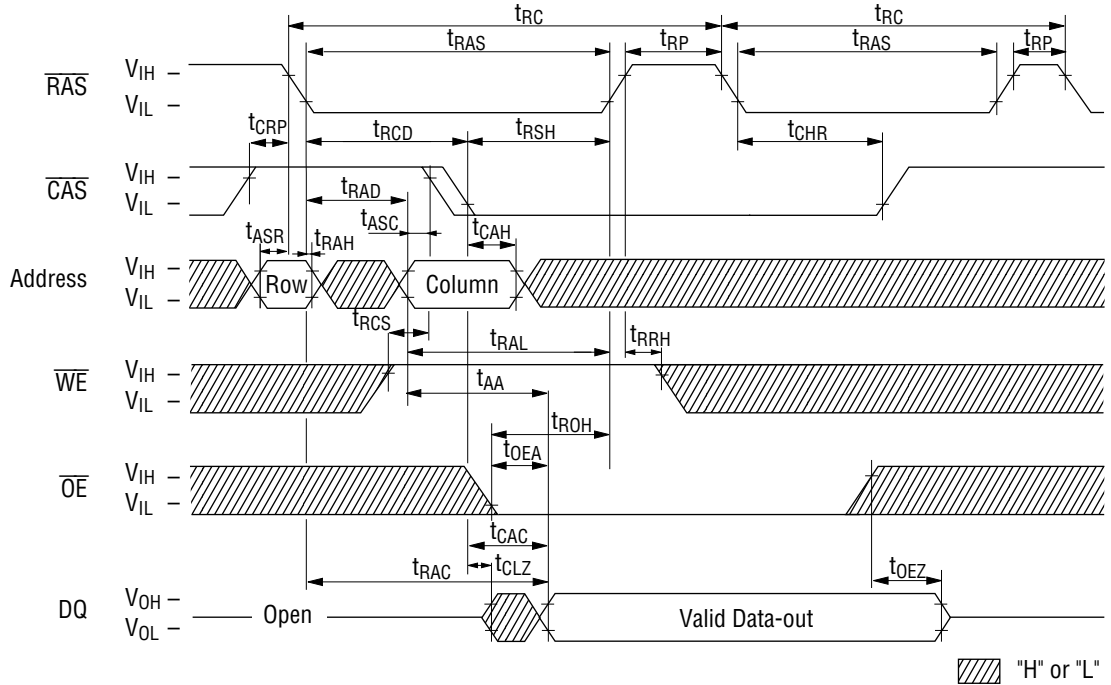 tRC tRC
tRAS tRP tRAS tRP
RAS VIH –
VIL –
tCRP tRCD tRSH tCHR
CAS VIH –
VIL –
tRAD
tASR tRAH tASC tCAH
Address VIH –
VIL –
Row Column
tRCS tRAL tRRH
WE VIH –
VIL –
tAA
tROH
tOEA
OE VIH –
VIL –
tCAC
tRAC tCLZ tOEZ
DQ VOH –
VOL –
Open Valid Data-out
"H" or "L"